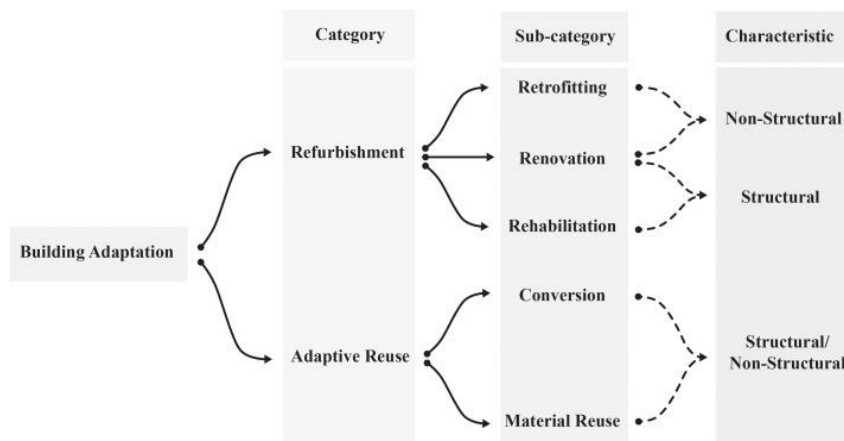 Category
Sub-category
Characteristic
Retrofitting
Non-Structural
Refurbishment
Renovation
Structural
Rehabilitation
Building Adaptation
Conversion
Adaptive Reuse
Structural/
Non-Structural
Material Reuse